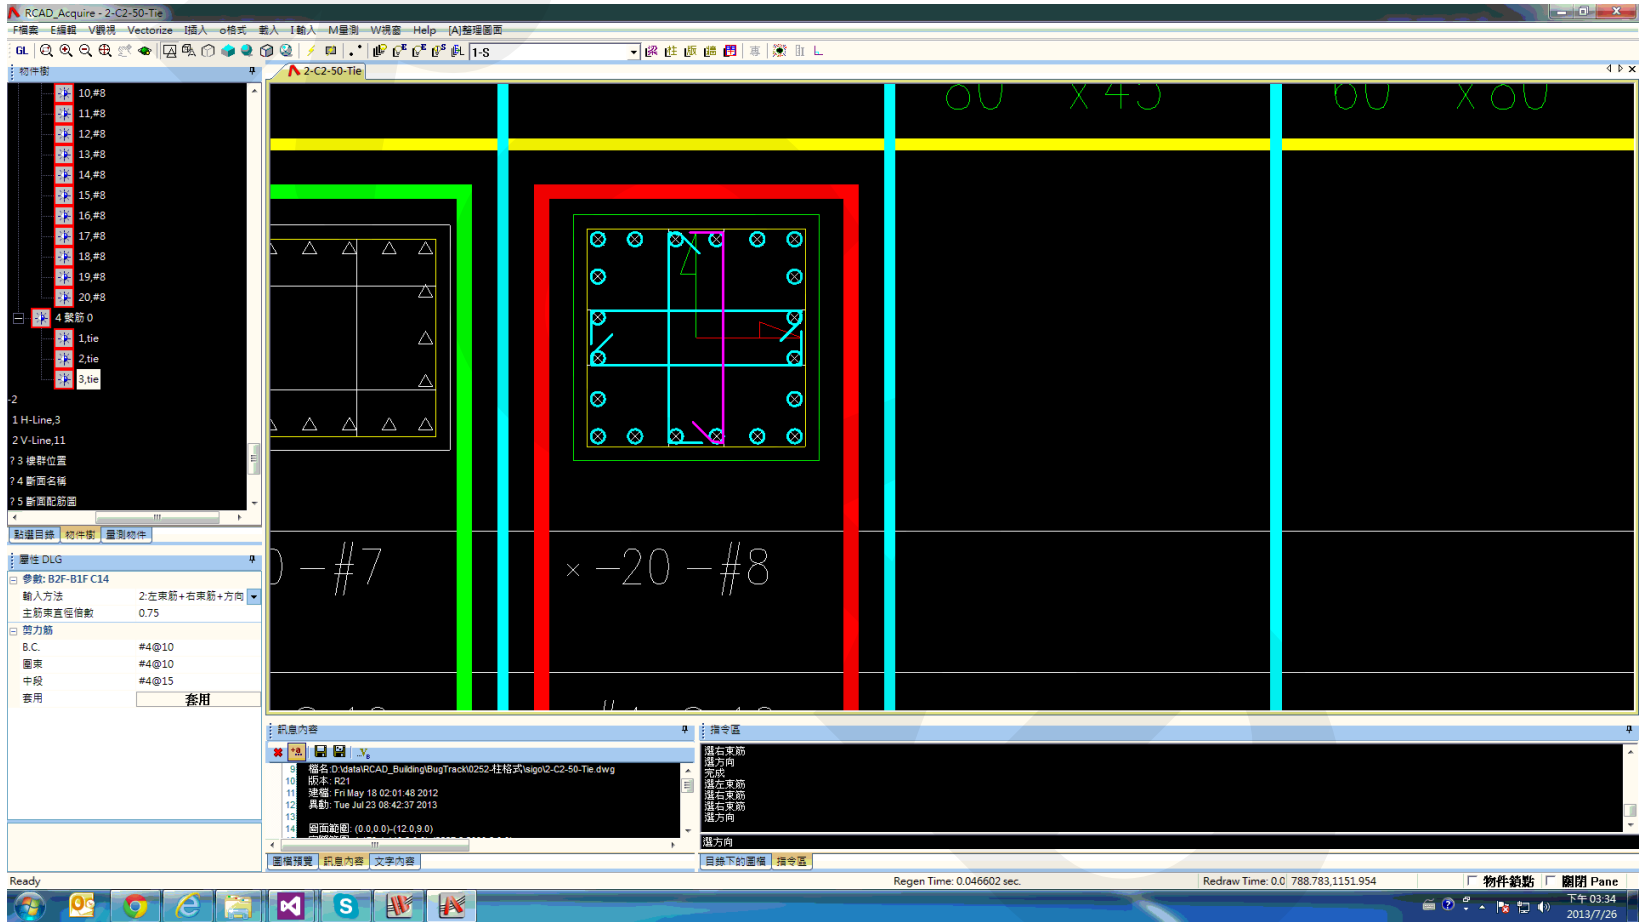 RCAD_Acquire - 2-C2-50-Tie
F檔案 E編輯 V觀視 Vectorize I插入 o格式 載入 I 輸入 M量測 W視窗 Help [A]整理圖面
GL 1-S
物件樹
2-C2-50-Tie
10,#8
11,#8
12,#8
13,#8
14,#8
15,#8
16,#8
17,#8
18,#8
19,#8
20,#8
4 繫筋 0
1,tie
2,tie
3,tie
-2
1 H-Line,3
2 V-Line,11
? 3 樓群位置
? 4 斷面名稱
? 5 斷面配筋圖
點選目錄 物件樹 量測物件
80 x 45
60 x 80
-#7
× -20 -#8
屬性 DLG
參數: B2F-B1F C14
輸入方法 2:左束筋+右束筋+方向
主筋束直徑倍數 0.75
剪力筋
B.C. #4@10
圍束 #4@10
中段 #4@15
套用 套用
訊息內容
9 檔名:D:\data\RCAD_Building\BugTrack\0252-柱格式\sigo\2-C2-50-Tie.dwg
10 版本: R21
11 建檔: Fri May 18 02:01:48 2012
12 異動: Tue Jul 23 08:42:37 2013
13
14 圖面範圍: (0.0,0.0)-(12.0,9.0)
圖檔預覽 訊息內容 文字內容
指令區
選右束筋
選方向
完成
選左束筋
選右束筋
選右束筋
選方向
選方向
目錄下的圖檔 指令區
Ready
Regen Time: 0.046602 sec.
Redraw Time: 0.0
788.783,1151.954
物件鎖點
關閉 Pane
下午 03:34
2013/7/26